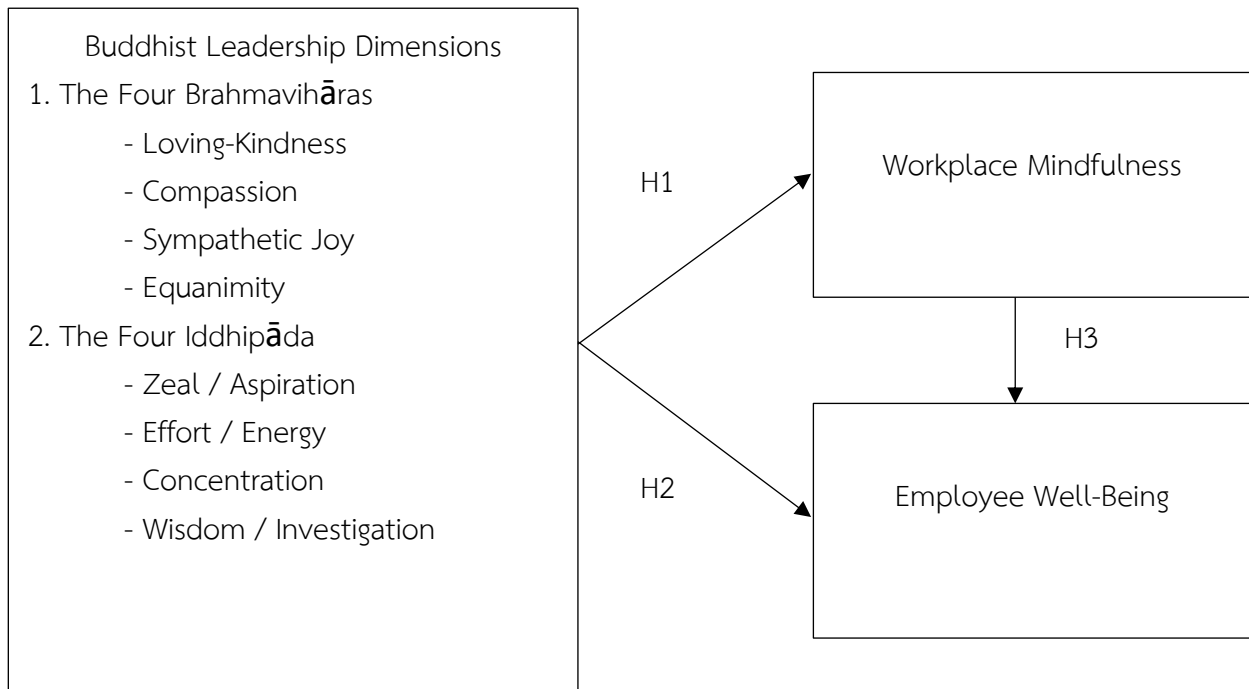 Buddhist Leadership Dimensions
1. The Four Brahmavihāras
- Loving-Kindness
- Compassion
- Sympathetic Joy
- Equanimity
2. The Four Iddhipāda
- Zeal / Aspiration
- Effort / Energy
- Concentration
- Wisdom / Investigation
H1
H2
Workplace Mindfulness
H3
Employee Well-Being